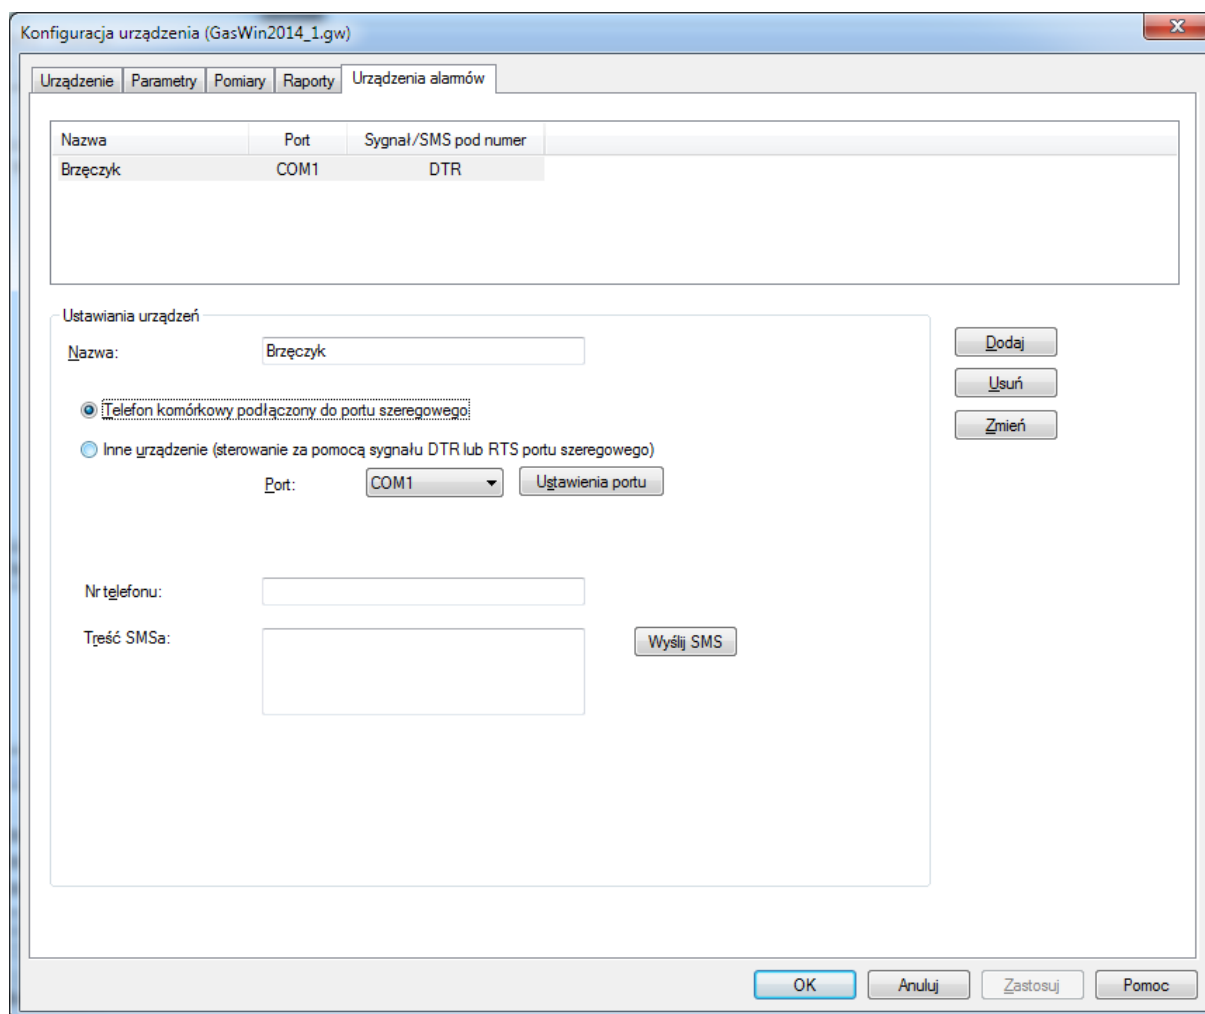 Konfiguracja urządzenia (GasWin2014_1.gw)
Urządzenie Parametry Pomiary Raporty Urządzenia alarmów
Nazwa Port Sygnał/SMS pod numer
Brzęczyk COM1 DTR
Ustawiania urządzeń
Nazwa: Brzęczyk
Dodaj
Usuń
Telefon komórkowy podłączony do portu szeregowego
Zmień
Inne urządzenie (sterowanie za pomocą sygnału DTR lub RTS portu szeregowego)
Port: COM1 Ustawienia portu
Nr telefonu:
Treść SMSa: Wyślij SMS
OK Anuluj Zastosuj Pomoc